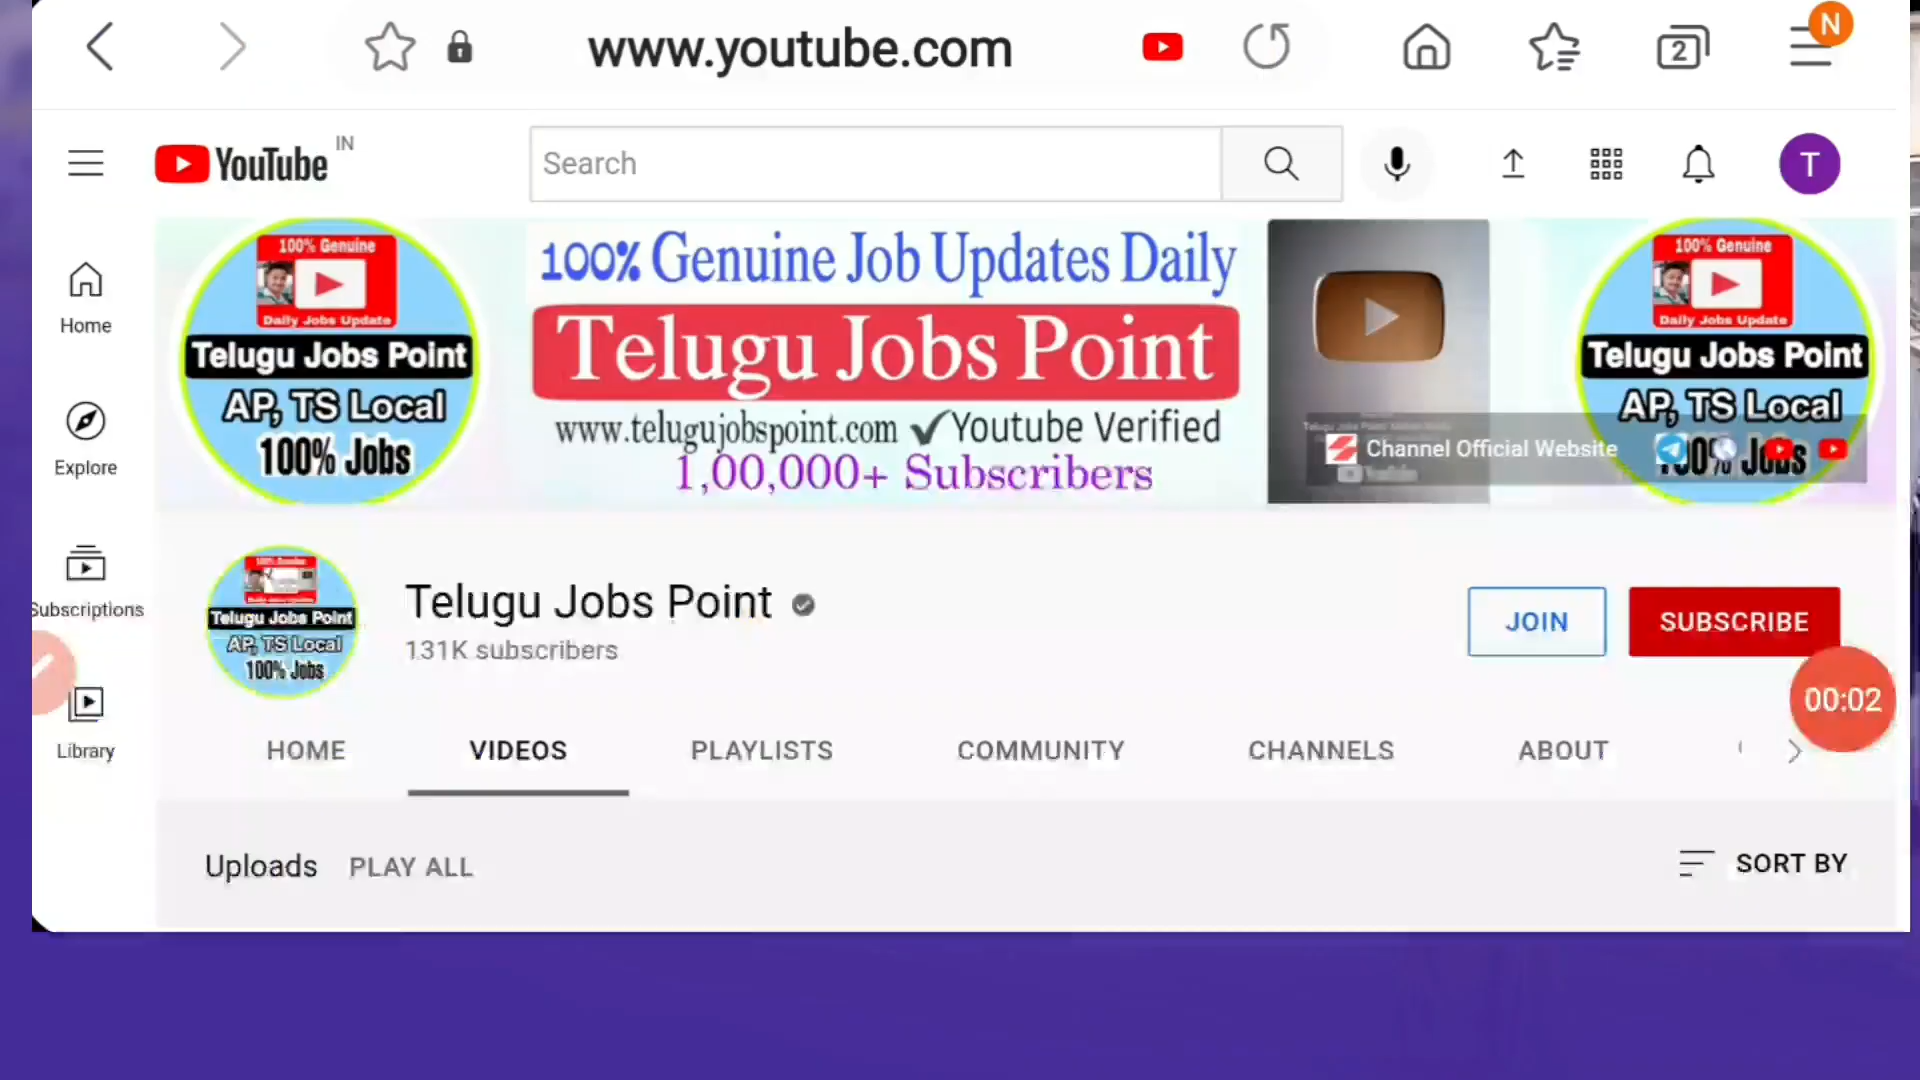 www.youtube.com
2
N
YouTube
IN
Search
T
100% Genuine
Daily Jobs Update
Telugu Jobs Point
AP, TS Local
100% Jobs
100% Genuine Job Updates Daily
Telugu Jobs Point
www.telugujobspoint.com ✓Youtube Verified
1,00,000+ Subscribers
100% Genuine
Daily Jobs Update
Telugu Jobs Point
AP, TS Local
100% Jobs
Channel Official Website
Home
Explore
Subscriptions
Library
Telugu Jobs Point
AP, TS Local
100% Jobs
Telugu Jobs Point
131K subscribers
JOIN
SUBSCRIBE
00:02
HOME
VIDEOS
PLAYLISTS
COMMUNITY
CHANNELS
ABOUT
Uploads
PLAY ALL
SORT BY